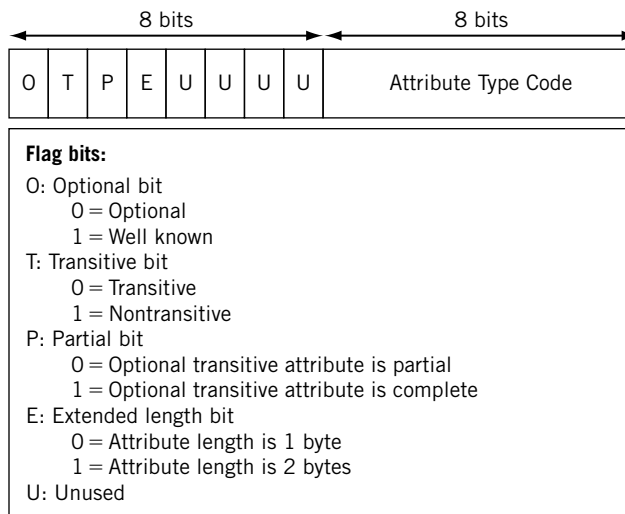 8 bits 8 bits
O T P E U U U U Attribute Type Code
Flag bits:
O: Optional bit
0 = Optional
1 = Well known
T: Transitive bit
0 = Transitive
1 = Nontransitive
P: Partial bit
0 = Optional transitive attribute is partial
1 = Optional transitive attribute is complete
E: Extended length bit
0 = Attribute length is 1 byte
1 = Attribute length is 2 bytes
U: Unused